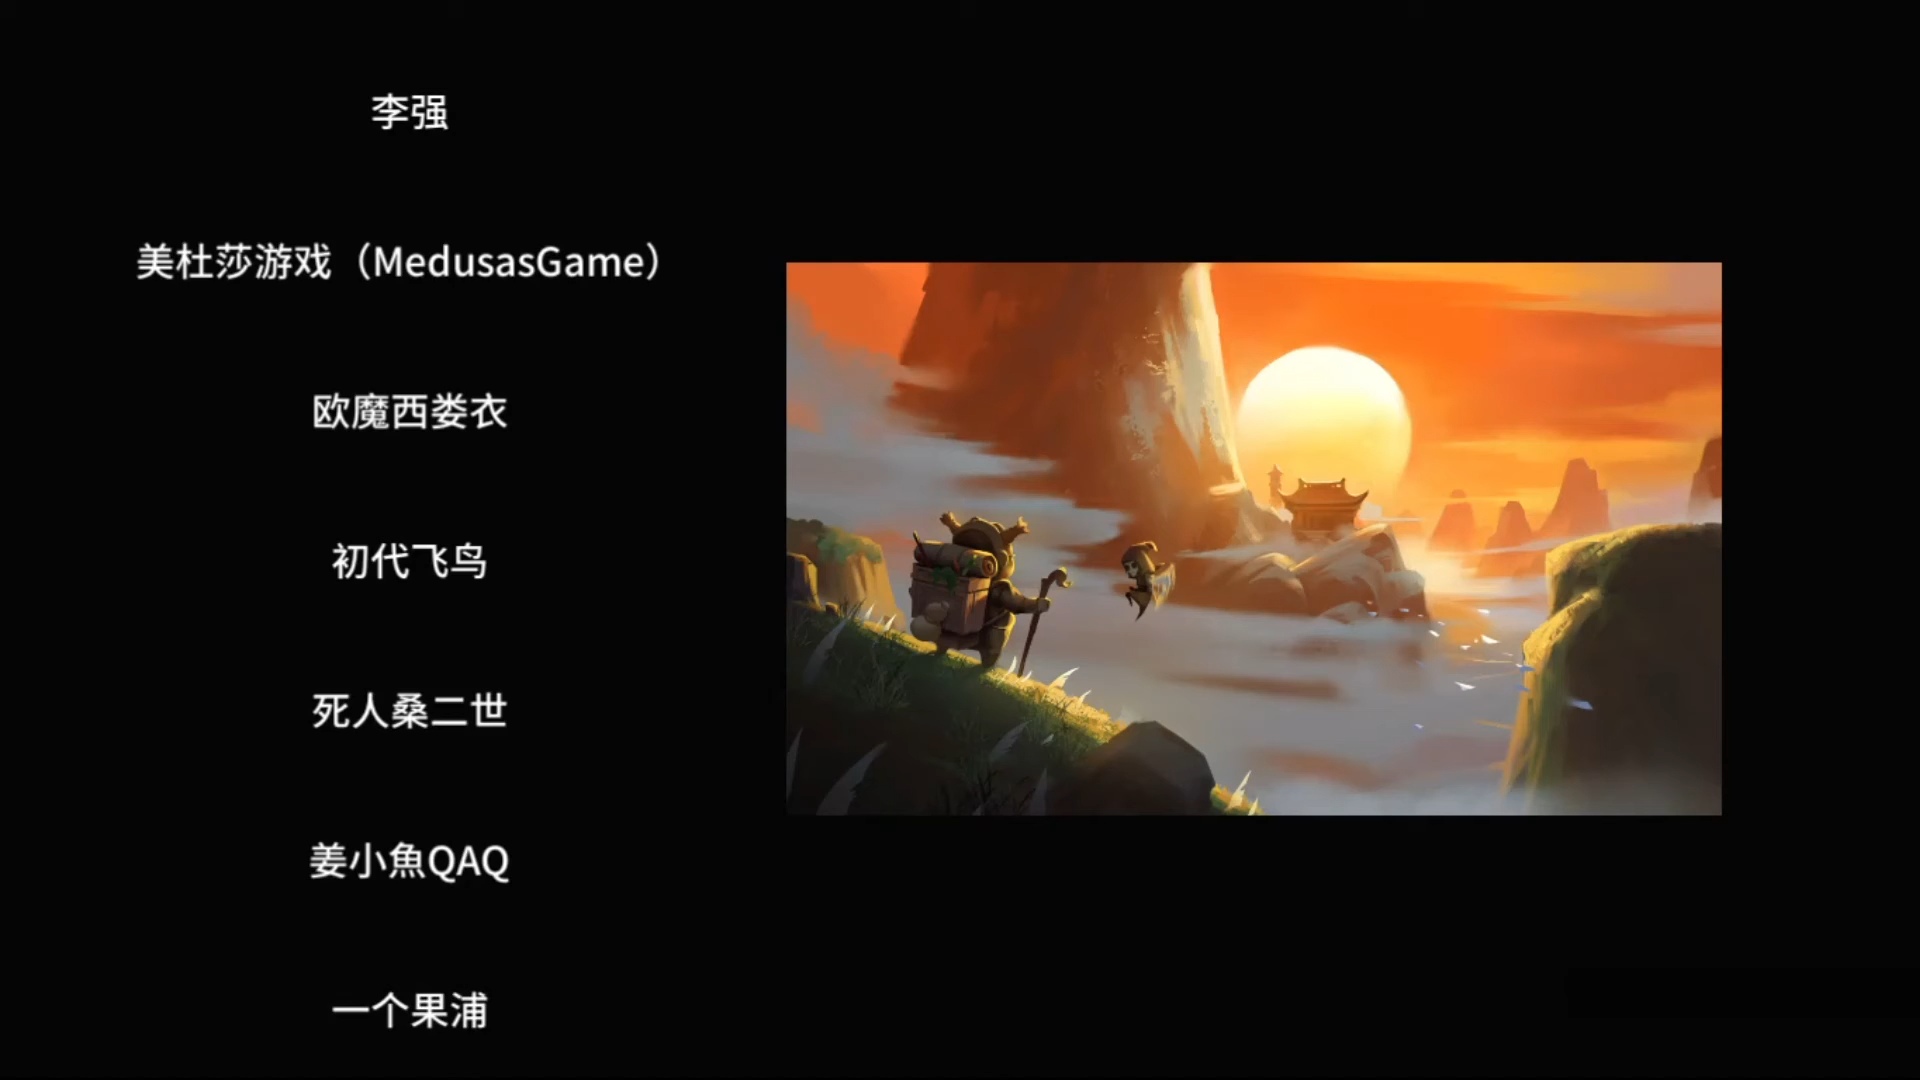 李强
美杜莎游戏（MedusasGame）
欧魔西娄衣
初代飞鸟
死人桑二世
姜小魚QAQ
一个果浦